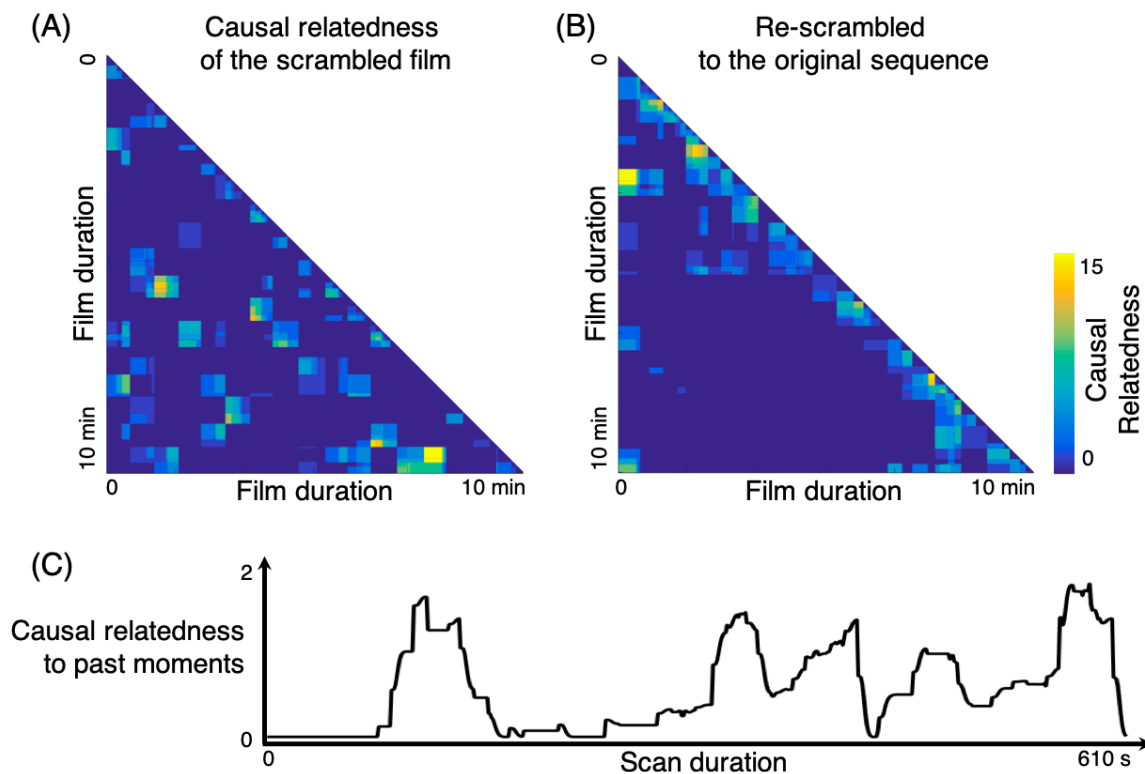 (A)
Causal relatedness
of the scrambled film
0
Film duration
10 min
0
Film duration
10 min
(B)
Re-scrambled
to the original sequence
0
Film duration
10 min
0
Film duration
10 min
15
0
Causal
Relatedness
(C)
2
Causal relatedness
to past moments
0
0
Scan duration
610 s